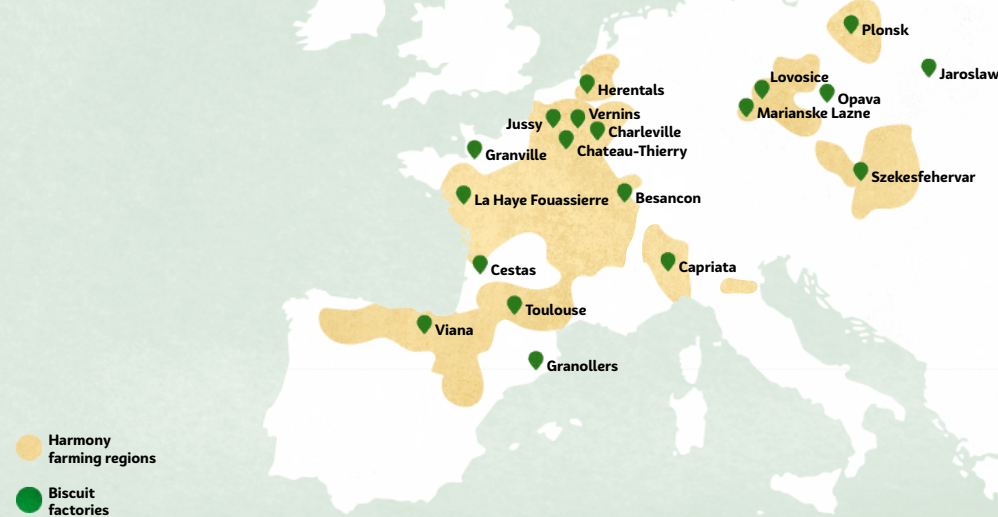 Plonsk
Jaroslaw
Lovosice
Herentals
Opava
Marianske Lazne
Vernins
Jussy
Charleville
Chateau-Thierry
Granville
Szekesfehervar
La Haye Fouassierre
Besancon
Capriata
Cestas
Toulouse
Viana
Granollers
Harmony
farming regions
Biscuit
factories